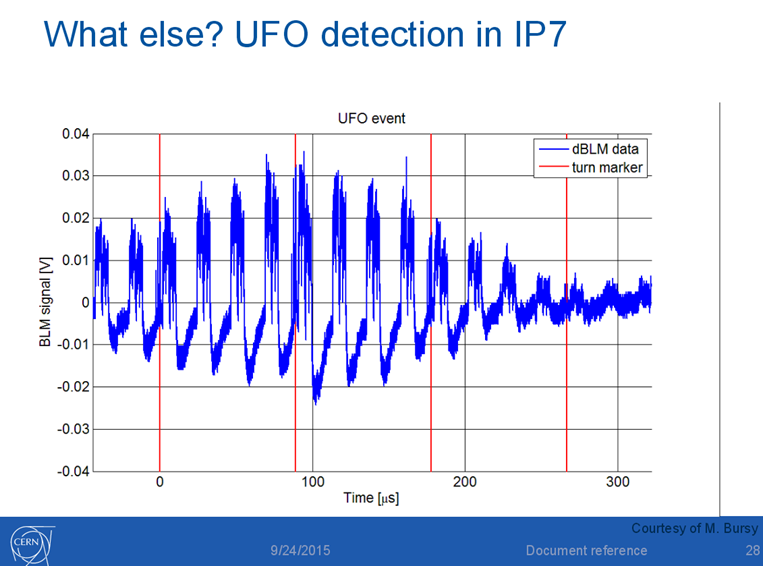 What else? UFO detection in IP7
UFO event
dBLM data
turn marker
0.04
0.03
0.02
0.01
0
-0.01
-0.02
-0.03
-0.04
BLM signal [V]
0 100 200 300
Time [μs]
Courtesy of M. Bursy
CERN
9/24/2015 Document reference 28